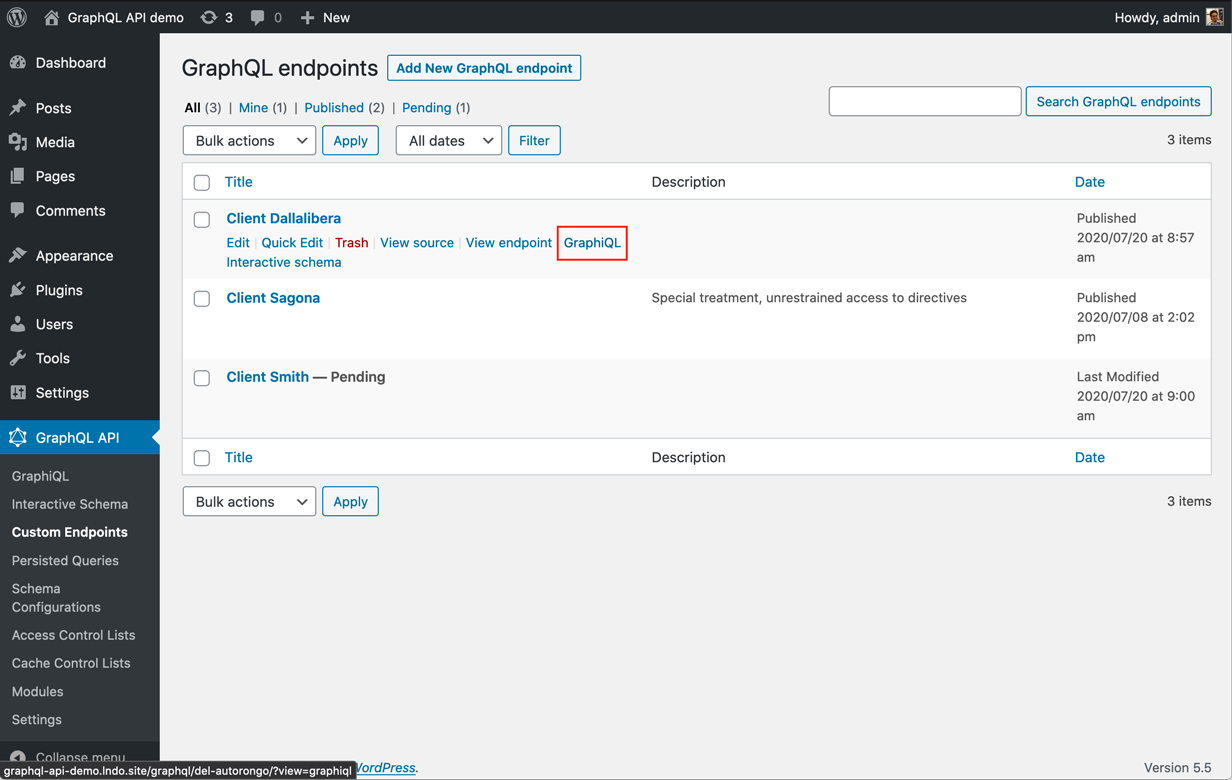 GraphQL API demo 3 0 New Howdy, admin
Dashboard
Posts
Media
Pages
Comments
Appearance
Plugins
Users
Tools
Settings
GraphQL API
GraphiQL
Interactive Schema
Custom Endpoints
Persisted Queries
Schema
Configurations
Access Control Lists
Cache Control Lists
Modules
Settings
Collapse menu
GraphQL endpoints Add New GraphQL endpoint
All (3) | Mine (1) | Published (2) | Pending (1)
Search GraphQL endpoints
Bulk actions Apply All dates Filter
3 items
Title Description Date
Client Dallalibera
Edit | Quick Edit | Trash | View source | View endpoint GraphiQL
Interactive schema
Published
2020/07/20 at 8:57
am
Client Sagona
Special treatment, unrestrained access to directives
Published
2020/07/08 at 2:02
pm
Client Smith — Pending
Last Modified
2020/07/20 at 9:00
am
Title Description Date
Bulk actions Apply
3 items
graphql-api-demo.lndo.site/graphql/del-autorongo/?view=graphiql
WordPress.
Version 5.5